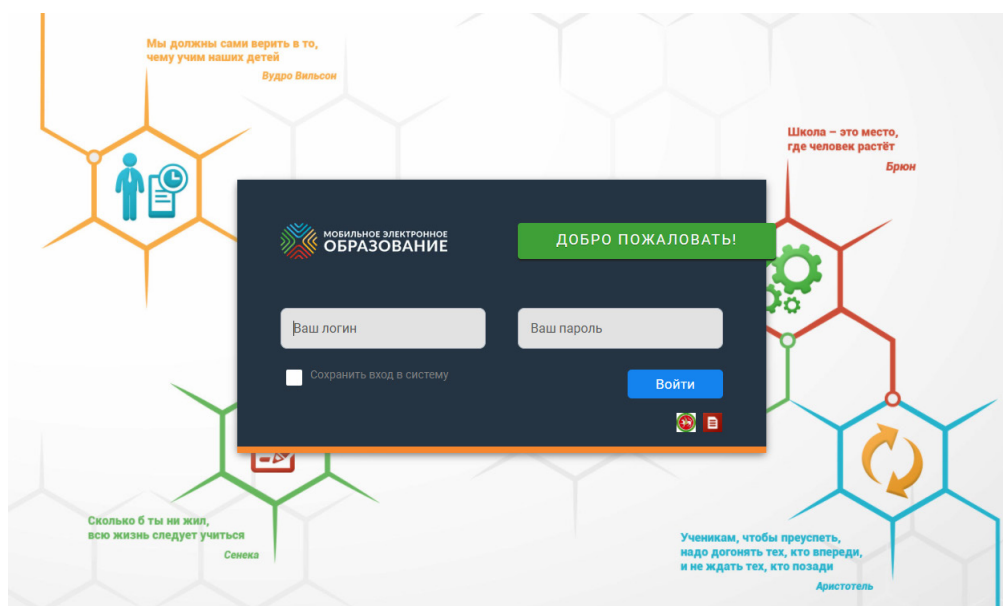 Мы должны сами верить в то,
чему учим наших детей
Вудро Вильсон
Школа – это место,
где человек растёт
Брюн
МОБИЛЬНОЕ ЭЛЕКТРОННОЕ
ОБРАЗОВАНИЕ
ДОБРО ПОЖАЛОВАТЬ!
Ваш логин
Ваш пароль
Сохранить вход в систему
Войти
Сколько б ты ни жил,
всю жизнь следует учиться
Сенека
Ученикам, чтобы преуспеть,
надо догонять тех, кто впереди,
и не ждать тех, кто позади
Аристотель